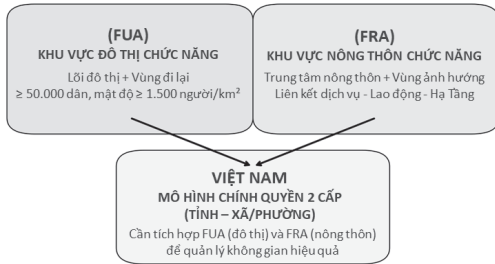 (FUA)
KHU VỰC ĐÔ THỊ CHỨC NĂNG
Lõi đô thị + Vùng đi lại
≥ 50.000 dân, mật độ ≥ 1.500 người/km²
(FRA)
KHU VỰC NÔNG THÔN CHỨC NĂNG
Trung tâm nông thôn + Vùng ảnh hướng
Liên kết dịch vụ - Lao động - Hạ Tầng
VIỆT NAM
MÔ HÌNH CHÍNH QUYỀN 2 CẤP
(TỈNH – XÃ/PHƯỜNG)
Cần tích hợp FUA (đô thị) và FRA (nông thôn)
để quản lý không gian hiệu quả